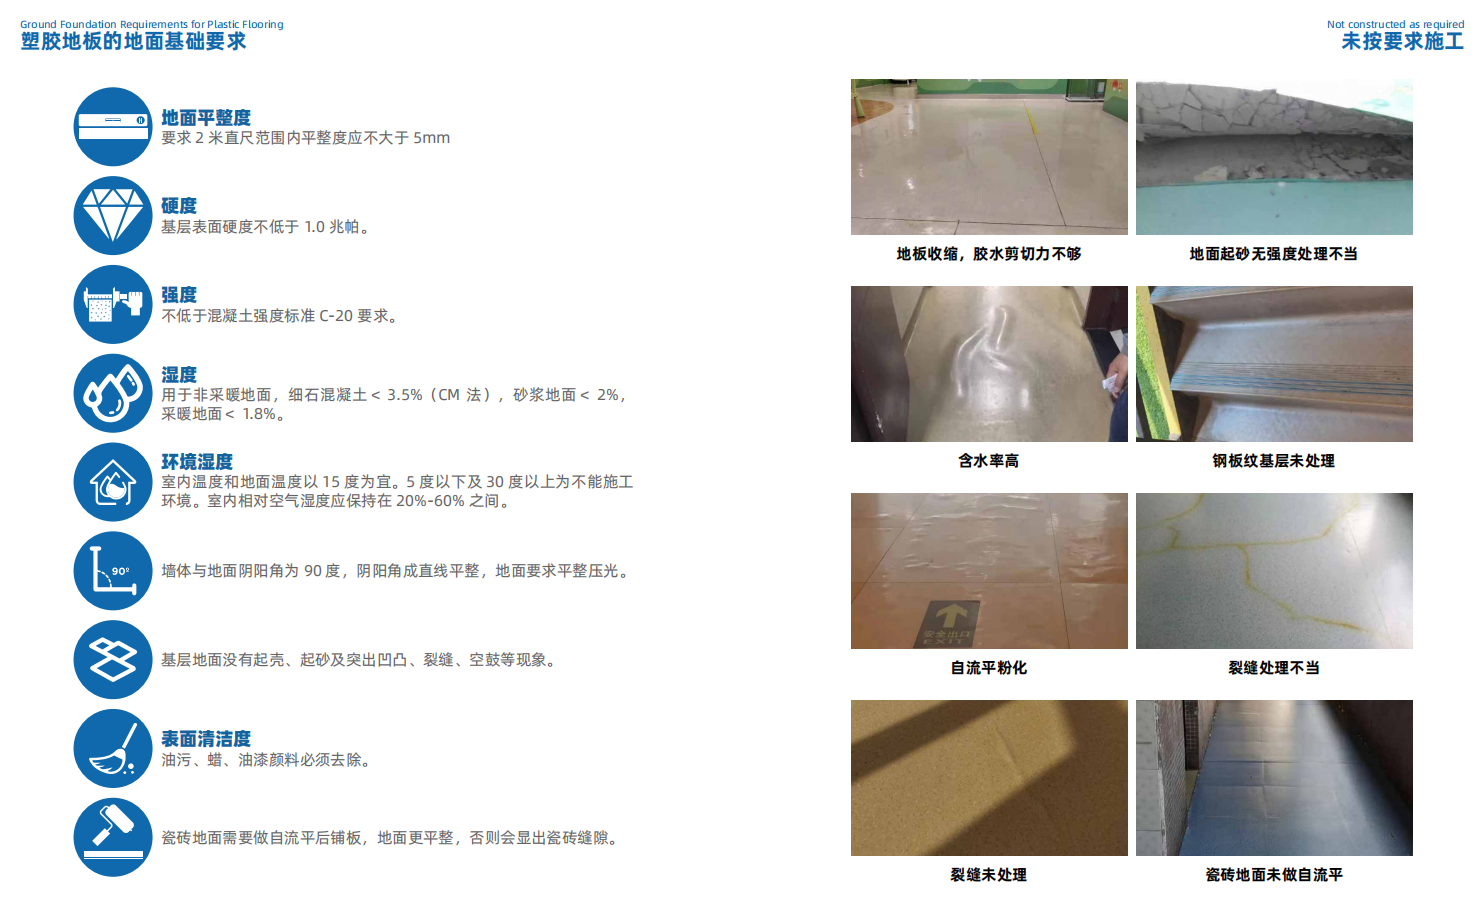 Ground Foundation Requirements for Plastic Flooring
塑胶地板的地面基础要求
Not constructed as required
未按要求施工
地面平整度
要求 2 米直尺范围内平整度应不大于 5mm
硬度
基层表面硬度不低于 1.0 兆帕。
强度
不低于混凝土强度标准 C-20 要求。
湿度
用于非采暖地面，细石混凝土＜ 3.5%（CM 法），砂浆地面＜ 2%，
采暖地面＜ 1.8%。
环境湿度
室内温度和地面温度以 15 度为宜。5 度以下及 30 度以上为不能施工
环境。室内相对空气湿度应保持在 20%-60% 之间。
90º
墙体与地面阴阳角为 90 度，阴阳角成直线平整，地面要求平整压光。
基层地面没有起壳、起砂及突出凹凸、裂缝、空鼓等现象。
表面清洁度
油污、蜡、油漆颜料必须去除。
瓷砖地面需要做自流平后铺板，地面更平整，否则会显出瓷砖缝隙。
地板收缩，胶水剪切力不够
地面起砂无强度处理不当
含水率高
钢板纹基层未处理
安全出口
EXIT
自流平粉化
裂缝处理不当
裂缝未处理
瓷砖地面未做自流平